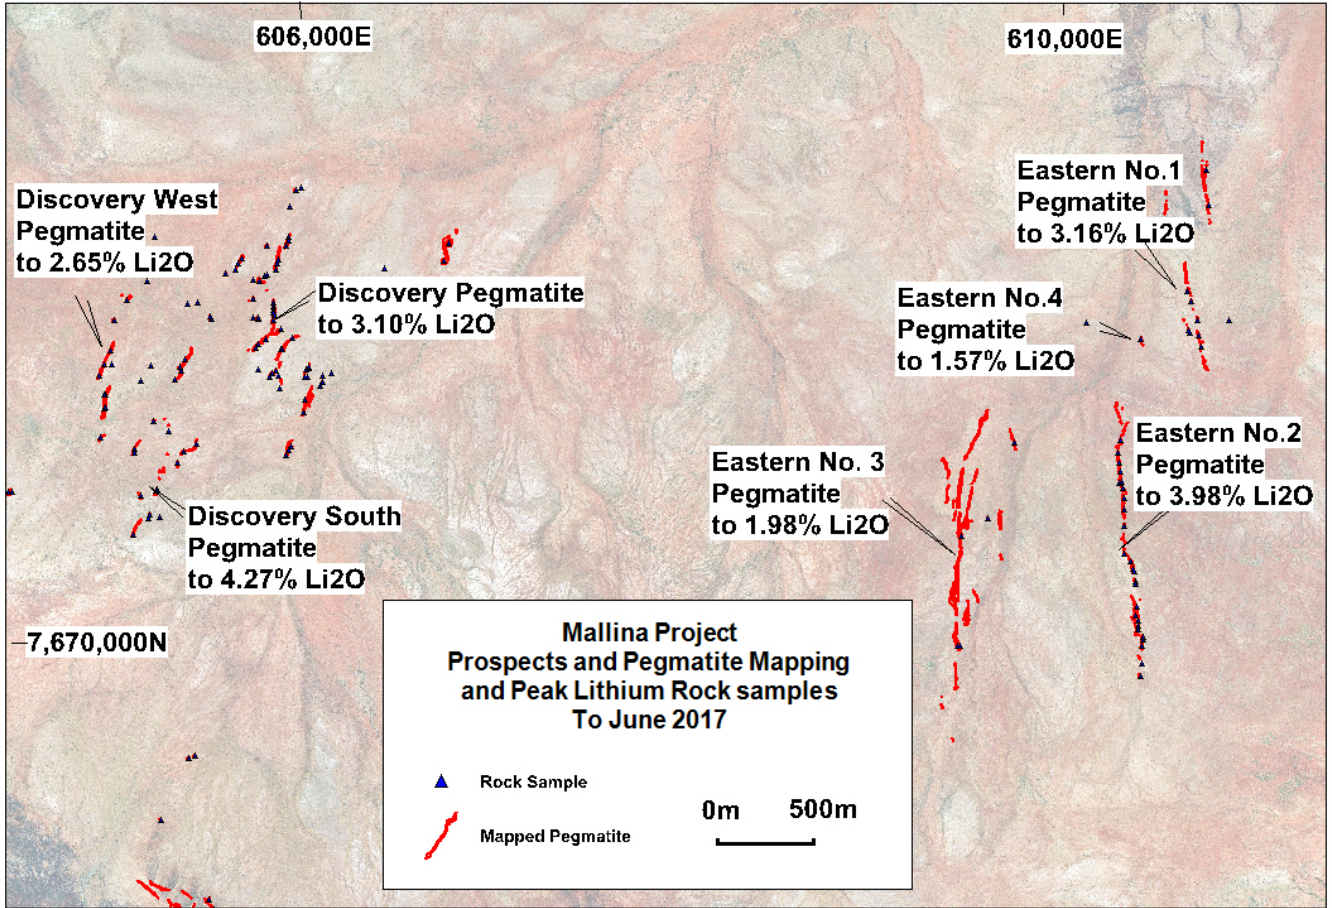 606,000E
610,000E
Discovery West
Pegmatite
to 2.65% Li2O
Eastern No.1
Pegmatite
to 3.16% Li2O
Discovery Pegmatite
to 3.10% Li2O
Eastern No.4
Pegmatite
to 1.57% Li2O
Eastern No. 3
Pegmatite
to 1.98% Li2O
Eastern No.2
Pegmatite
to 3.98% Li2O
Discovery South
Pegmatite
to 4.27% Li2O
7,670,000N
Mallina Project
Prospects and Pegmatite Mapping
and Peak Lithium Rock samples
To June 2017
Rock Sample
Mapped Pegmatite
0m 500m